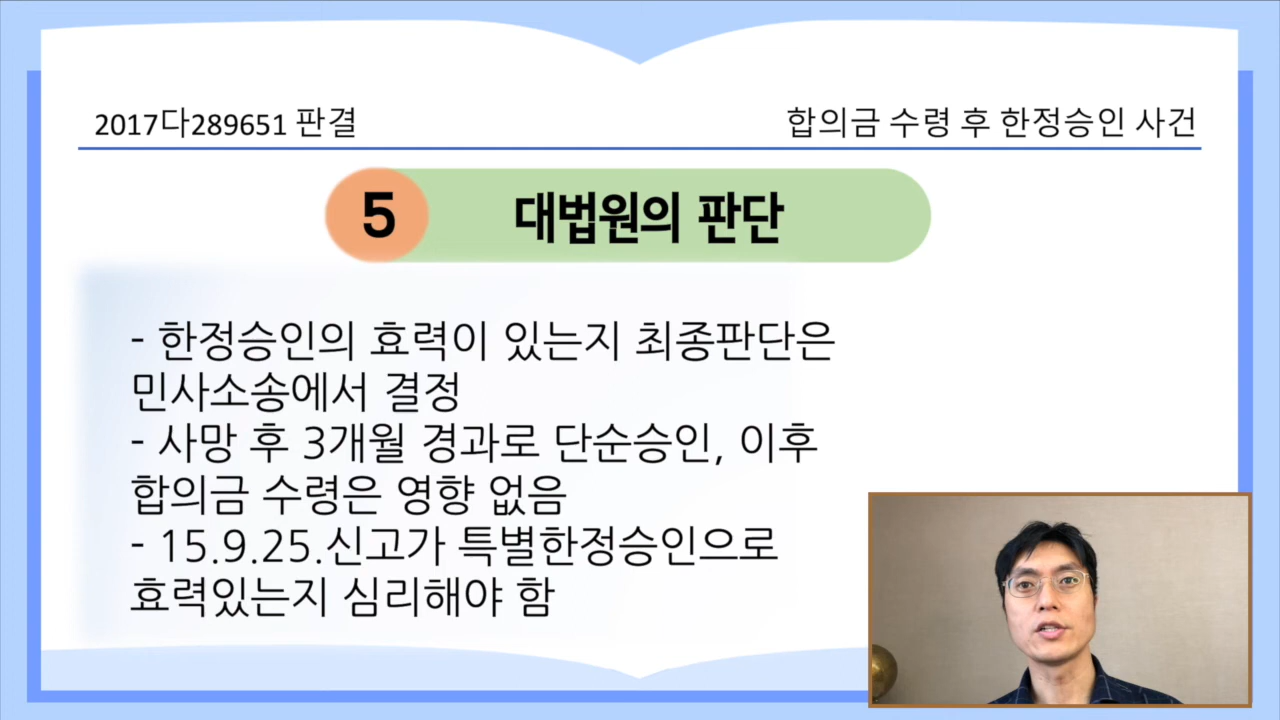 2017다289651 판결
합의금 수령 후 한정승인 사건
5 대법원의 판단
- 한정승인의 효력이 있는지 최종판단은
민사소송에서 결정
- 사망 후 3개월 경과로 단순승인, 이후
합의금 수령은 영향 없음
- 15.9.25.신고가 특별한정승인으로
효력있는지 심리해야 함